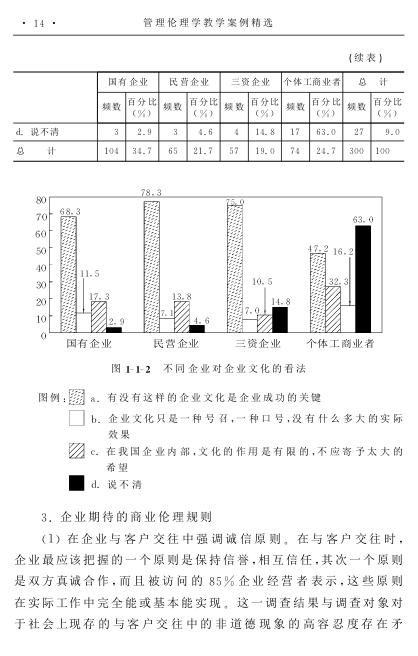 · 14 ·
管理伦理学教学案例精选
(续表)
国有企业 民营企业 三资企业 个体工商业者 总 计
频数 百分比(%) 频数 百分比(%) 频数 百分比(%) 频数 百分比(%) 频数 百分比(%)
d. 说不清 3 2.9 3 4.6 4 14.8 17 63.0 27 9.0
总 计 104 34.7 65 21.7 57 19.0 74 24.7 300 100
80
70
60
50
40
30
20
10
0
68.3 11.5 17.3 2.9
78.3 7.1 13.8 4.6
75.0 7.0 10.5 14.8
47.2 32.3 16.2 63.0
国有企业 民营企业 三资企业 个体工商业者
图 1-1-2 不同企业对企业文化的看法
图例: a. 有没有这样的企业文化是企业成功的关键
b. 企业文化只是一种号召,一种口号,没有什么多大的实际
效果
c. 在我国企业内部,文化的作用是有限的,不应寄予太大的
希望
d. 说不清
3. 企业期待的商业伦理规则
(1) 在企业与客户交往中强调诚信原则。在与客户交往时,
企业最应该把握的一个原则是保持信誉,相互信任,其次一个原则
是双方真诚合作,而且被访问的 85%企业经营者表示,这些原则
在实际工作中完全能或基本能实现。这一调查结果与调查对象对
于社会上现存的与客户交往中的非道德现象的高容忍度存在矛